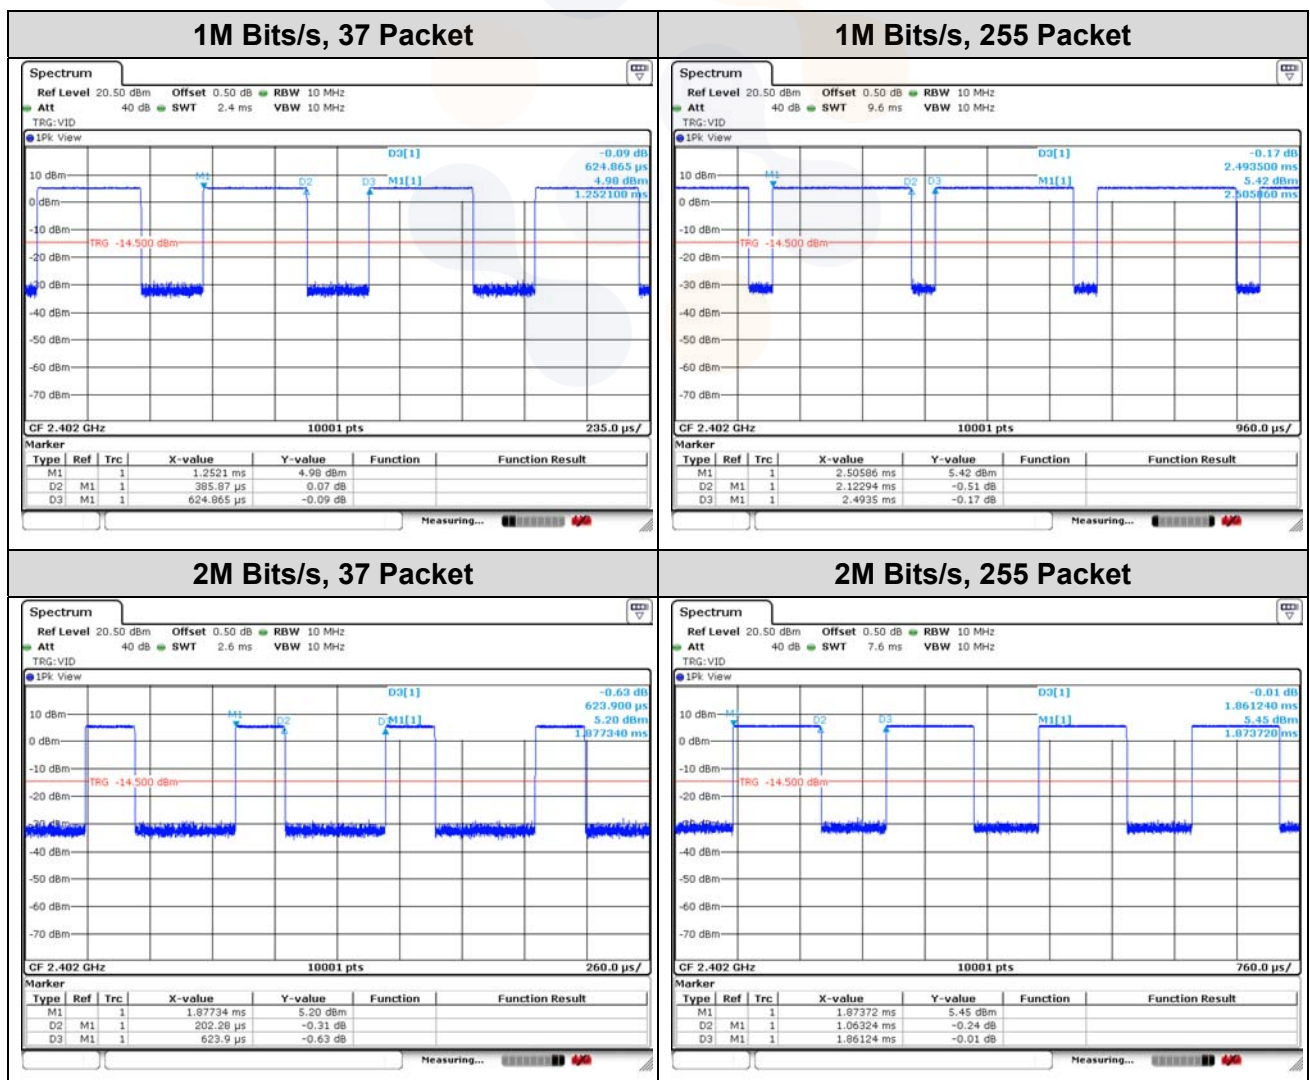 1M Bits/s, 37 Packet
Spectrum
Ref Level 20.50 dBm Offset 0.50 dB RBW 10 MHz
Att 40 dB SWT 2.4 ms VBW 10 MHz
TRG:VID
1Pk View
D3[1] -0.09 dB
624.865 µs
10 dBm M1 D2 D3 M1[1] 4.98 dBm
1.252100 ms
0 dBm
-10 dBm
TRG -14.500 dBm
-20 dBm
-30 dBm
-40 dBm
-50 dBm
-60 dBm
-70 dBm
CF 2.402 GHz 10001 pts 235.0 µs/
Marker
Type Ref Trc X-value Y-value Function Function Result
M1 1 1.2521 ms 4.98 dBm
D2 M1 1 385.87 µs 0.07 dB
D3 M1 1 624.865 µs -0.09 dB
Measuring...
1M Bits/s, 255 Packet
Spectrum
Ref Level 20.50 dBm Offset 0.50 dB RBW 10 MHz
Att 40 dB SWT 9.6 ms VBW 10 MHz
TRG:VID
1Pk View
D3[1] -0.17 dB
2.493500 ms
10 dBm M1 D2 D3 M1[1] 5.42 dBm
2.505860 ms
0 dBm
-10 dBm
TRG -14.500 dBm
-20 dBm
-30 dBm
-40 dBm
-50 dBm
-60 dBm
-70 dBm
CF 2.402 GHz 10001 pts 960.0 µs/
Marker
Type Ref Trc X-value Y-value Function Function Result
M1 1 2.50586 ms 5.42 dBm
D2 M1 1 2.12294 ms -0.51 dB
D3 M1 1 2.4935 ms -0.17 dB
Measuring...
2M Bits/s, 37 Packet
Spectrum
Ref Level 20.50 dBm Offset 0.50 dB RBW 10 MHz
Att 40 dB SWT 2.6 ms VBW 10 MHz
TRG:VID
1Pk View
D3[1] -0.63 dB
623.900 µs
10 dBm M1 D2 M1[1] 5.20 dBm
1.877340 ms
0 dBm
-10 dBm
TRG -14.500 dBm
-20 dBm
-40 dBm
-50 dBm
-60 dBm
-70 dBm
CF 2.402 GHz 10001 pts 260.0 µs/
Marker
Type Ref Trc X-value Y-value Function Function Result
M1 1 1.87734 ms 5.20 dBm
D2 M1 1 202.28 µs -0.31 dB
D3 M1 1 623.9 µs -0.63 dB
Measuring...
2M Bits/s, 255 Packet
Spectrum
Ref Level 20.50 dBm Offset 0.50 dB RBW 10 MHz
Att 40 dB SWT 7.6 ms VBW 10 MHz
TRG:VID
1Pk View
D3[1] -0.01 dB
1.861240 ms
10 dBm D2 D3 M1[1] 5.45 dBm
1.873720 ms
0 dBm
-10 dBm
TRG -14.500 dBm
-20 dBm
-40 dBm
-50 dBm
-60 dBm
-70 dBm
CF 2.402 GHz 10001 pts 760.0 µs/
Marker
Type Ref Trc X-value Y-value Function Function Result
M1 1 1.87372 ms 5.45 dBm
D2 M1 1 1.06324 ms -0.24 dB
D3 M1 1 1.86124 ms -0.01 dB
Measuring...